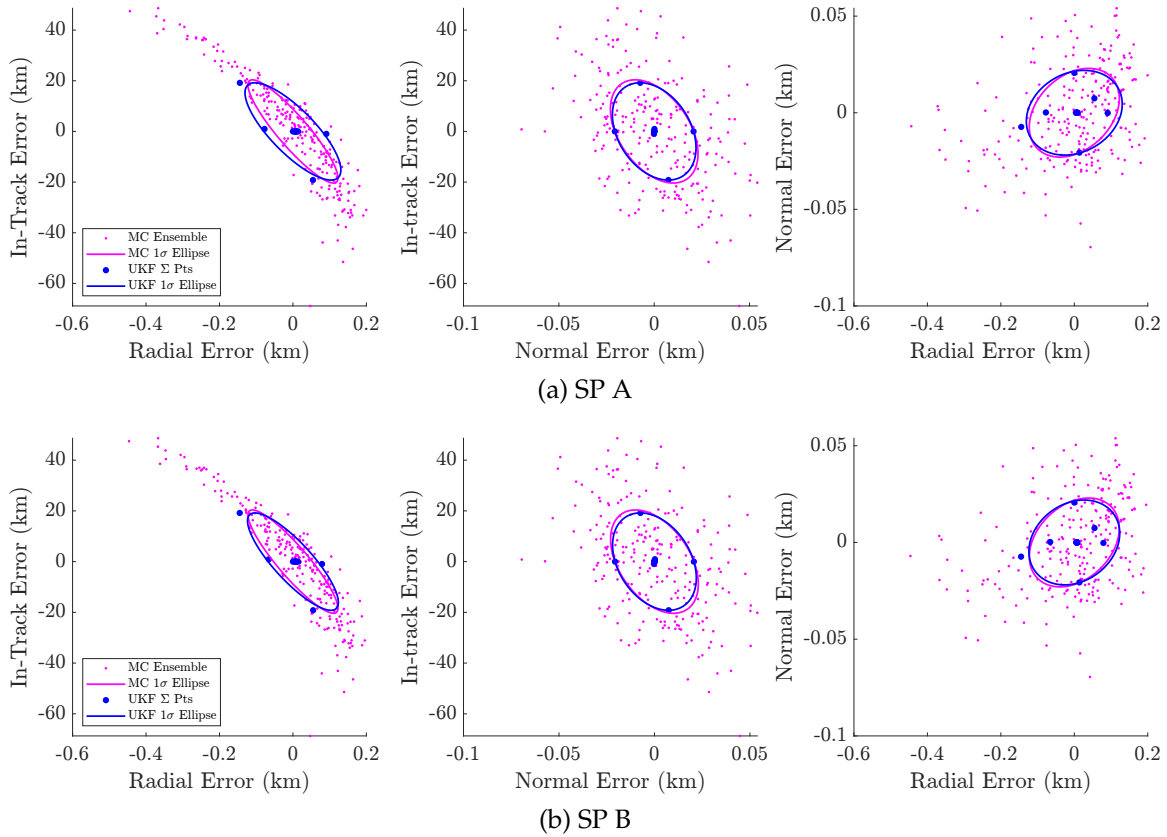 40
20
0
-20
-40
-60
In-Track Error (km)
MC Ensemble
MC 1σ Ellipse
UKF Σ Pts
UKF 1σ Ellipse
-0.6 -0.4 -0.2 0 0.2
Radial Error (km)
40
20
0
-20
-40
-60
In-track Error (km)
-0.1 -0.05 0 0.05
Normal Error (km)
0.05
0
-0.05
-0.1
Normal Error (km)
-0.6 -0.4 -0.2 0 0.2
Radial Error (km)
(a) SP A
40
20
0
-20
-40
-60
In-Track Error (km)
MC Ensemble
MC 1σ Ellipse
UKF Σ Pts
UKF 1σ Ellipse
-0.6 -0.4 -0.2 0 0.2
Radial Error (km)
40
20
0
-20
-40
-60
In-track Error (km)
-0.1 -0.05 0 0.05
Normal Error (km)
0.05
0
-0.05
-0.1
Normal Error (km)
-0.6 -0.4 -0.2 0 0.2
Radial Error (km)
(b) SP B